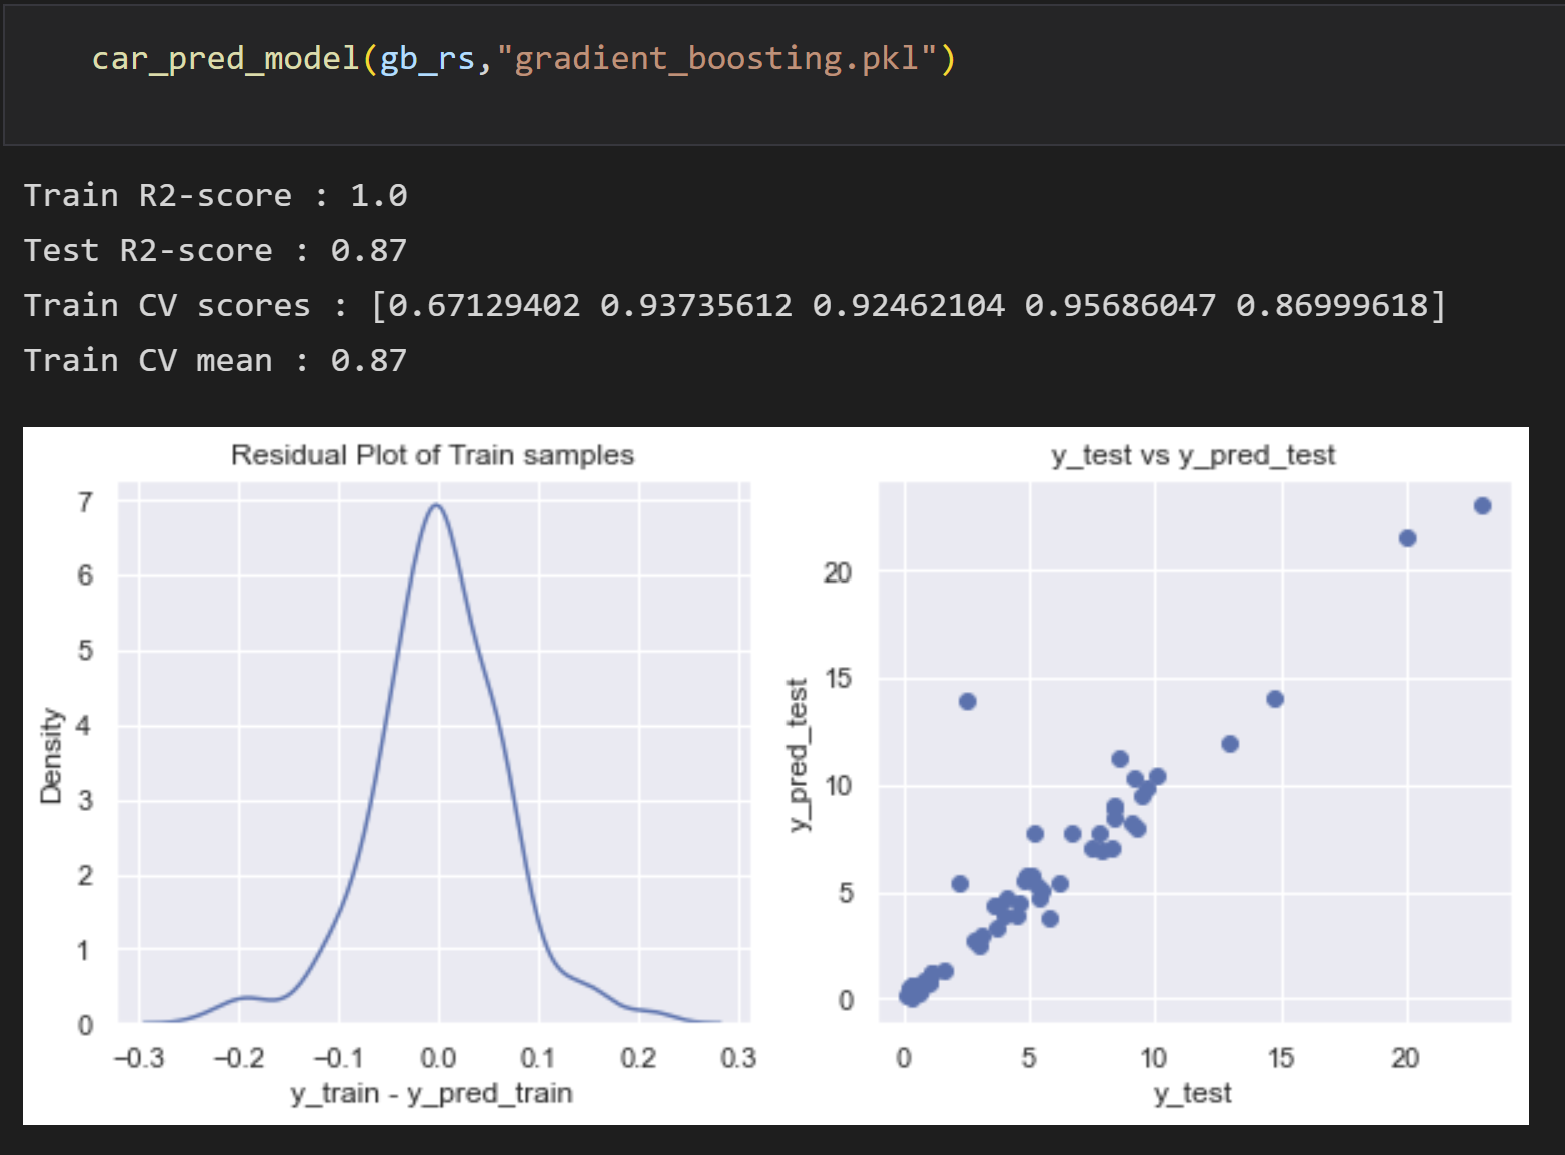 car_pred_model(gb_rs,"gradient_boosting.pkl")
Train R2-score : 1.0
Test R2-score : 0.87
Train CV scores : [0.67129402 0.93735612 0.92462104 0.95686047 0.86999618]
Train CV mean : 0.87
Residual Plot of Train samples
7
6
5
4
3
2
1
0
Density
−0.3 −0.2 −0.1 0.0 0.1 0.2 0.3
y_train - y_pred_train
y_test vs y_pred_test
20
15
10
5
0
y_pred_test
0 5 10 15 20
y_test